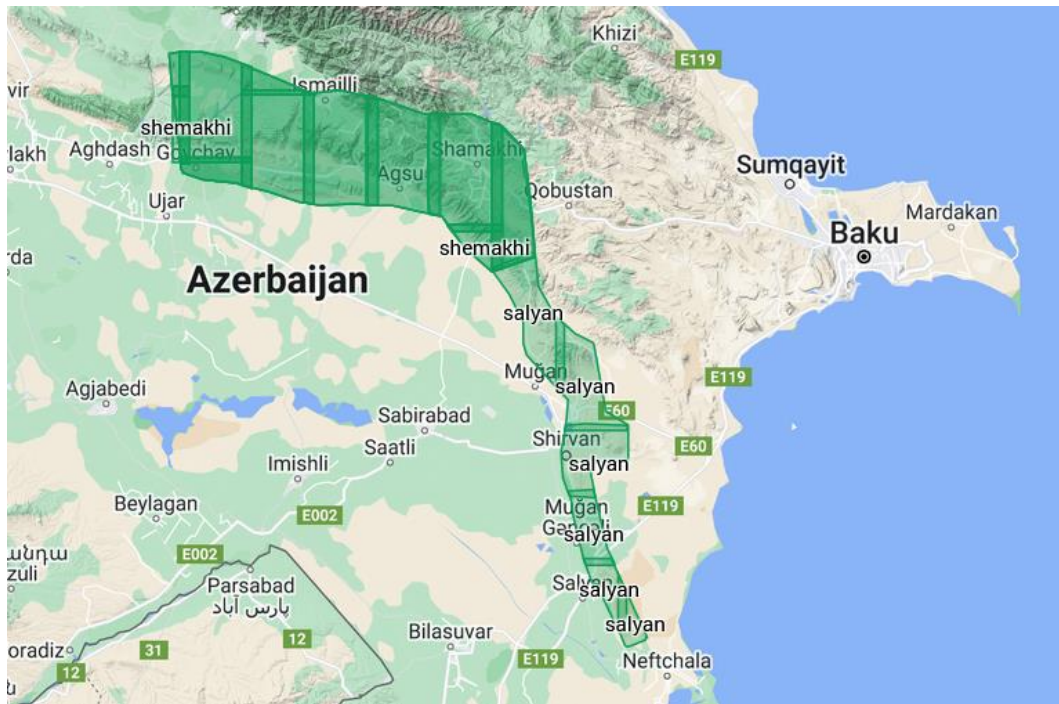 Khizi
E119
vir
Ismailli
shemakhi
Aghdash
Goychay
Shamakhi
Sumqayit
lakh
Agsu
Qobustan
Ujar
Mardakan
Baku
shemakhi
rda
Azerbaijan
salyan
Muğan
salyan
E119
Agjabedi
E60
Sabirabad
Shirvan
E60
Saatli
salyan
Imishli
Beylagan
E002
Muğan
E119
salyan
E002
zuli
Parsabad
پارس آباد
Salyan
salyan
salyan
oradiz
31
12
12
Bilasuvar
E119
Neftchala